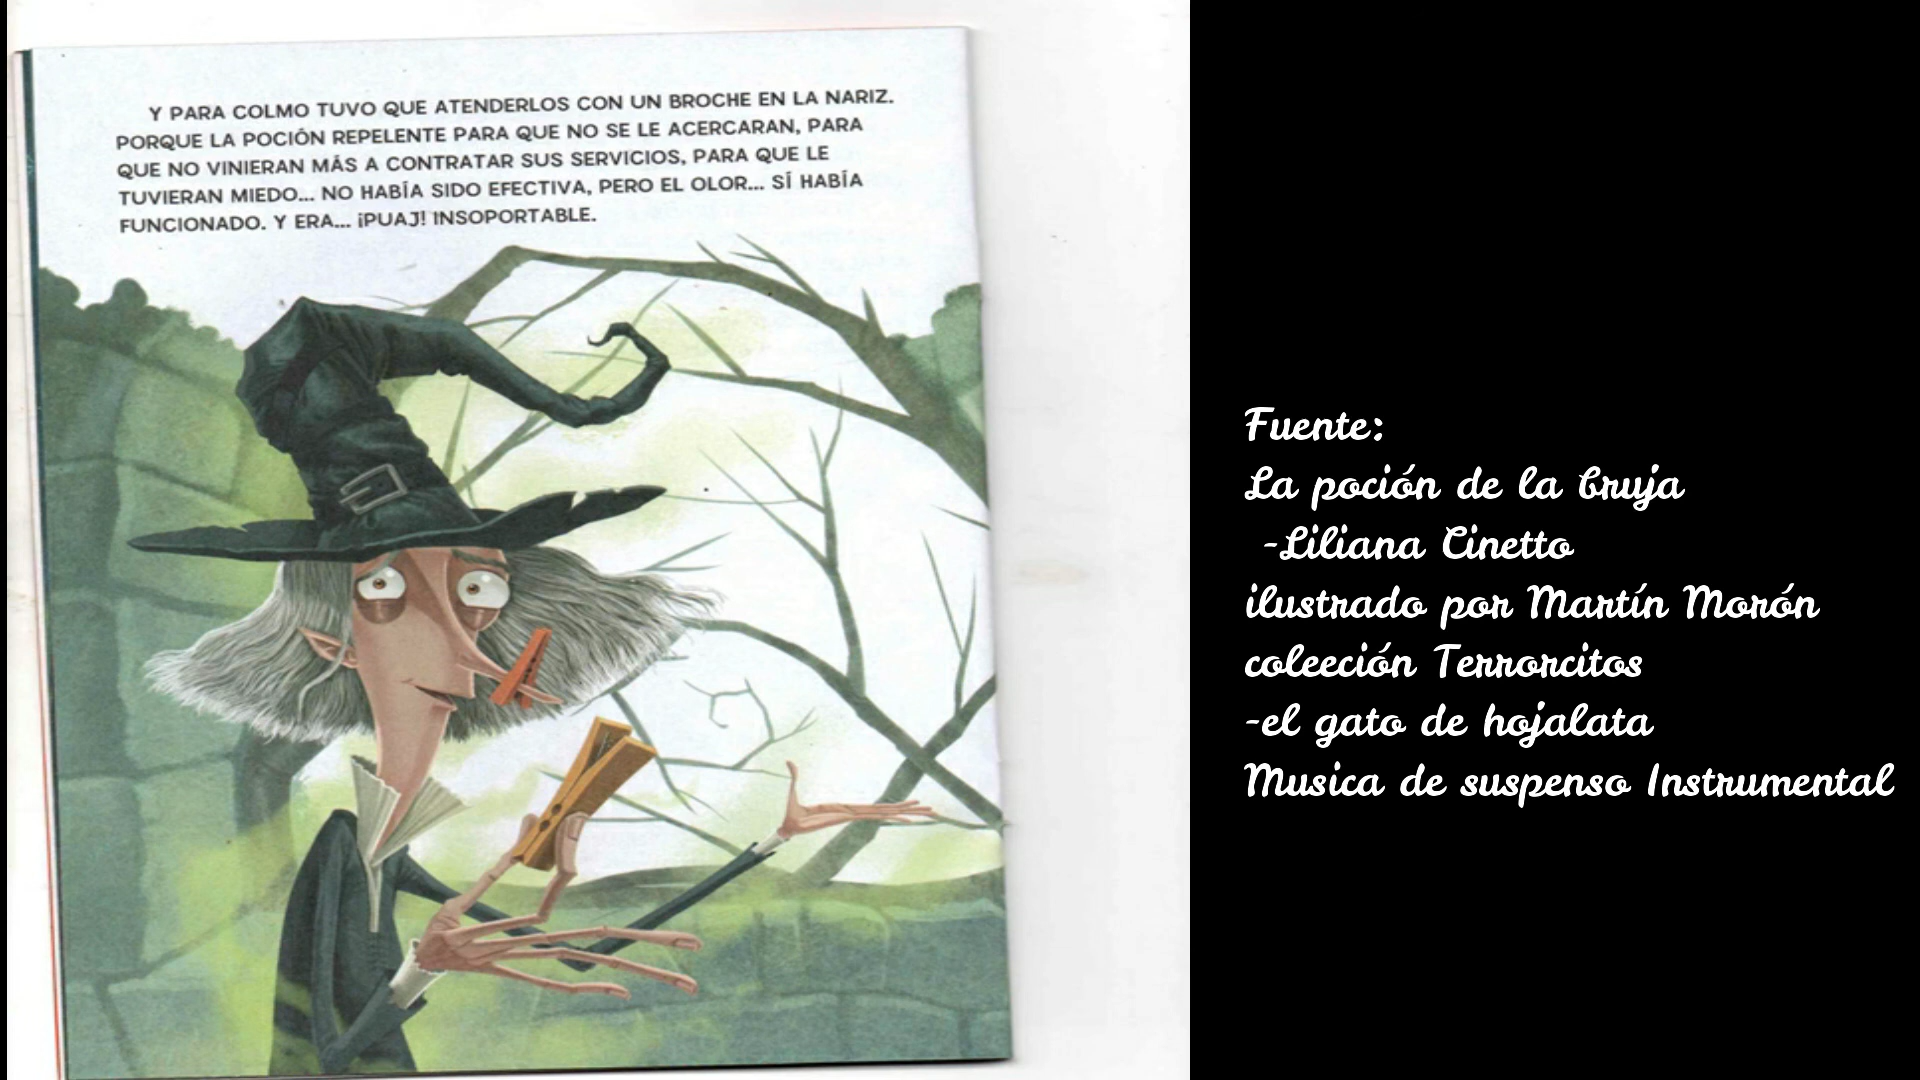 Y PARA COLMO TUVO QUE ATENDERLOS CON UN BROCHE EN LA NARIZ.
PORQUE LA POCIÓN REPELENTE PARA QUE NO SE LE ACERCARAN, PARA
QUE NO VINIERAN MÁS A CONTRATAR SUS SERVICIOS, PARA QUE LE
TUVIERAN MIEDO... NO HABÍA SIDO EFECTIVA, PERO EL OLOR... SÍ HABÍA
FUNCIONADO. Y ERA... ¡PUAJ! INSOPORTABLE.
Fuente:
La poción de la bruja
-Liliana Cinetto
ilustrado por Martín Morón
coleeción Terrorcitos
-el gato de hojalata
Musica de suspenso Instrumental